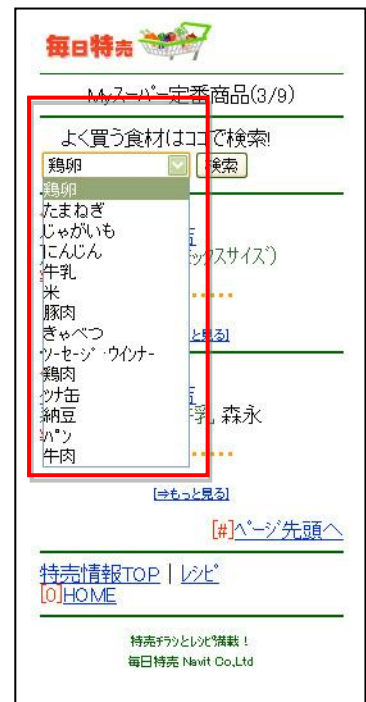 毎日特売
Myスーパー定番商品(3/9)
よく買う食材はココで検索!
鶏卵 検索
鶏卵
たまねぎ
じゃがいも
にんじん
牛乳
米
豚肉
きゃべつ
ソーセージ・ウインナー
鶏肉
ツナ缶
納豆
パン
牛肉
ックスサイズ)
と見る]
牛乳 森永
[⇒もっと見る]
[#]ページ先頭へ
特売情報TOP | レシピ
[0]HOME
特売チラシとレシピ満載!
毎日特売 Navit Co,Ltd